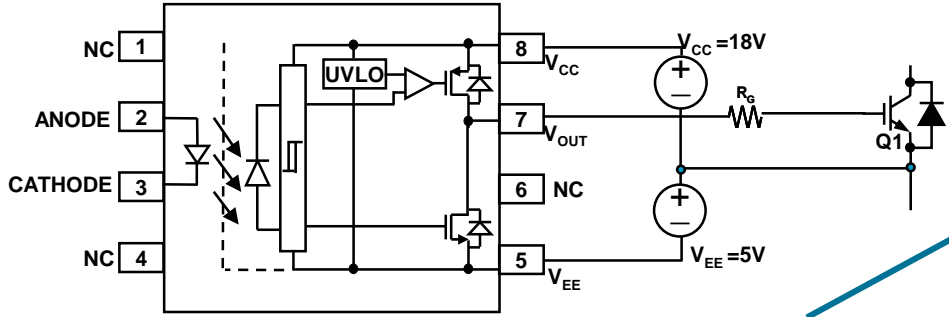 NC 1
ANODE 2
CATHODE 3
NC 4
UVLO
8 VCC
7 VOUT
6 NC
5 VEE
VCC=18V
+
–
RG
Q1
+
–
VEE=5V